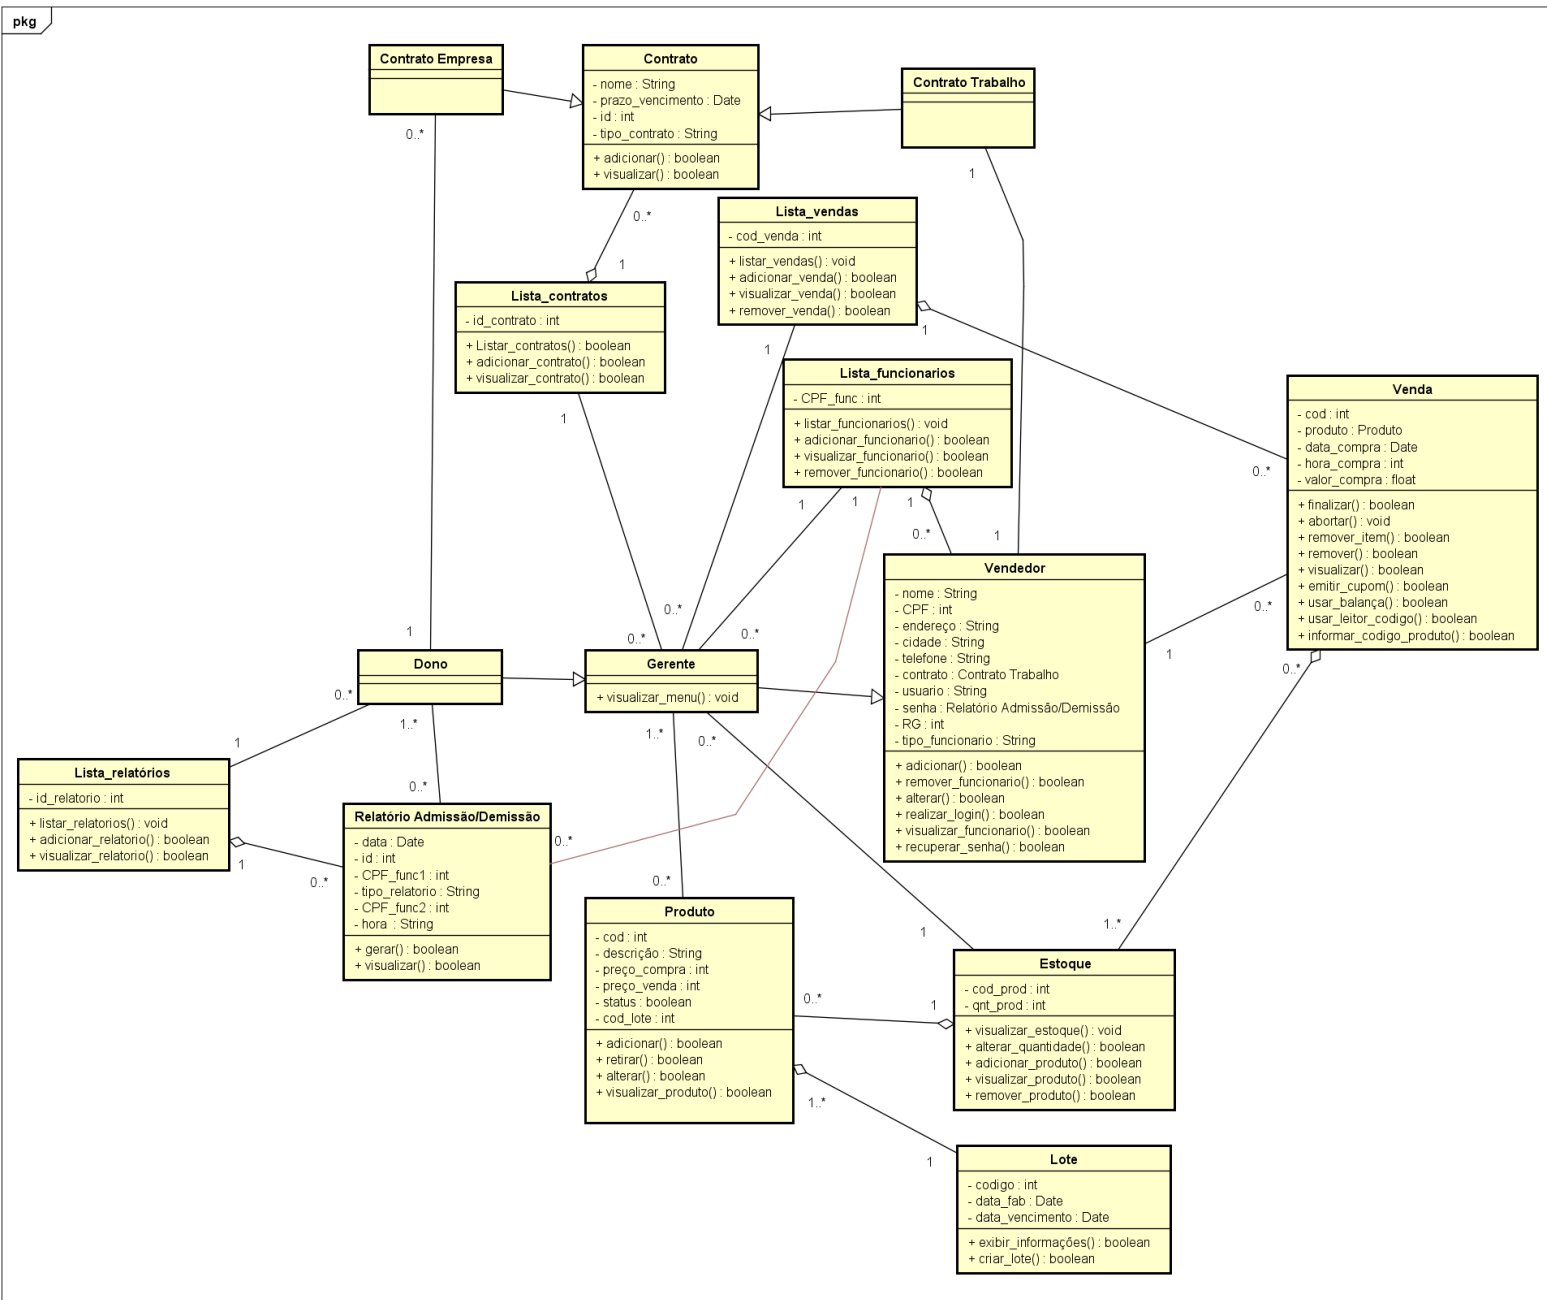 pkg
Contrato Empresa
0..*
Contrato
- nome : String
- prazo_vencimento : Date
- id : int
- tipo_contrato : String
+ adicionar() : boolean
+ visualizar() : boolean
0..*
Contrato Trabalho
1
Lista_vendas
- cod_venda : int
+ listar_vendas() : void
+ adicionar_venda() : boolean
+ visualizar_venda() : boolean
+ remover_venda() : boolean
1
1
1
Lista_contratos
- id_contrato : int
+ Listar_contratos() : boolean
+ adicionar_contrato() : boolean
+ visualizar_contrato() : boolean
1
Lista_funcionarios
- CPF_func : int
+ listar_funcionarios() : void
+ adicionar_funcionario() : boolean
+ visualizar_funcionario() : boolean
+ remover_funcionario() : boolean
1
1
1
0..*
1
Venda
- cod : int
- produto : Produto
- data_compra : Date
- hora_compra : int
- valor_compra : float
+ finalizar() : boolean
+ abortar() : void
+ remover_item() : boolean
+ remover() : boolean
+ visualizar() : boolean
+ emitir_cupom() : boolean
+ usar_balança() : boolean
+ usar_leitor_codigo() : boolean
+ informar_codigo_produto() : boolean
0..*
0..*
0..*
Vendedor
- nome : String
- CPF : int
- endereço : String
- cidade : String
- telefone : String
- contrato : Contrato Trabalho
- usuario : String
- senha : Relatório Admissão/Demissão
- RG : int
- tipo_funcionario : String
+ adicionar() : boolean
+ remover_funcionario() : boolean
+ alterar() : boolean
+ realizar_login() : boolean
+ visualizar_funcionario() : boolean
+ recuperar_senha() : boolean
1
1
Dono
0..*
1..*
0..*
0..*
0..*
Gerente
+ visualizar_menu() : void
1..*
0..*
1
Lista_relatórios
- id_relatorio : int
+ listar_relatorios() : void
+ adicionar_relatorio() : boolean
+ visualizar_relatorio() : boolean
1
0..*
0..*
Relatório Admissão/Demissão
- data : Date
- id : int
- CPF_func1 : int
- tipo_relatorio : String
- CPF_func2 : int
- hora  : String
+ gerar() : boolean
+ visualizar() : boolean
0..*
0..*
Produto
- cod : int
- descrição : String
- preço_compra : int
- preço_venda : int
- status : boolean
- cod_lote : int
+ adicionar() : boolean
+ retirar() : boolean
+ alterar() : boolean
+ visualizar_produto() : boolean
0..*
1
1..*
1
1..*
Estoque
- cod_prod : int
- qnt_prod : int
+ visualizar_estoque() : void
+ alterar_quantidade() : boolean
+ adicionar_produto() : boolean
+ visualizar_produto() : boolean
+ remover_produto() : boolean
1
Lote
- codigo : int
- data_fab : Date
- data_vencimento : Date
+ exibir_informações() : boolean
+ criar_lote() : boolean